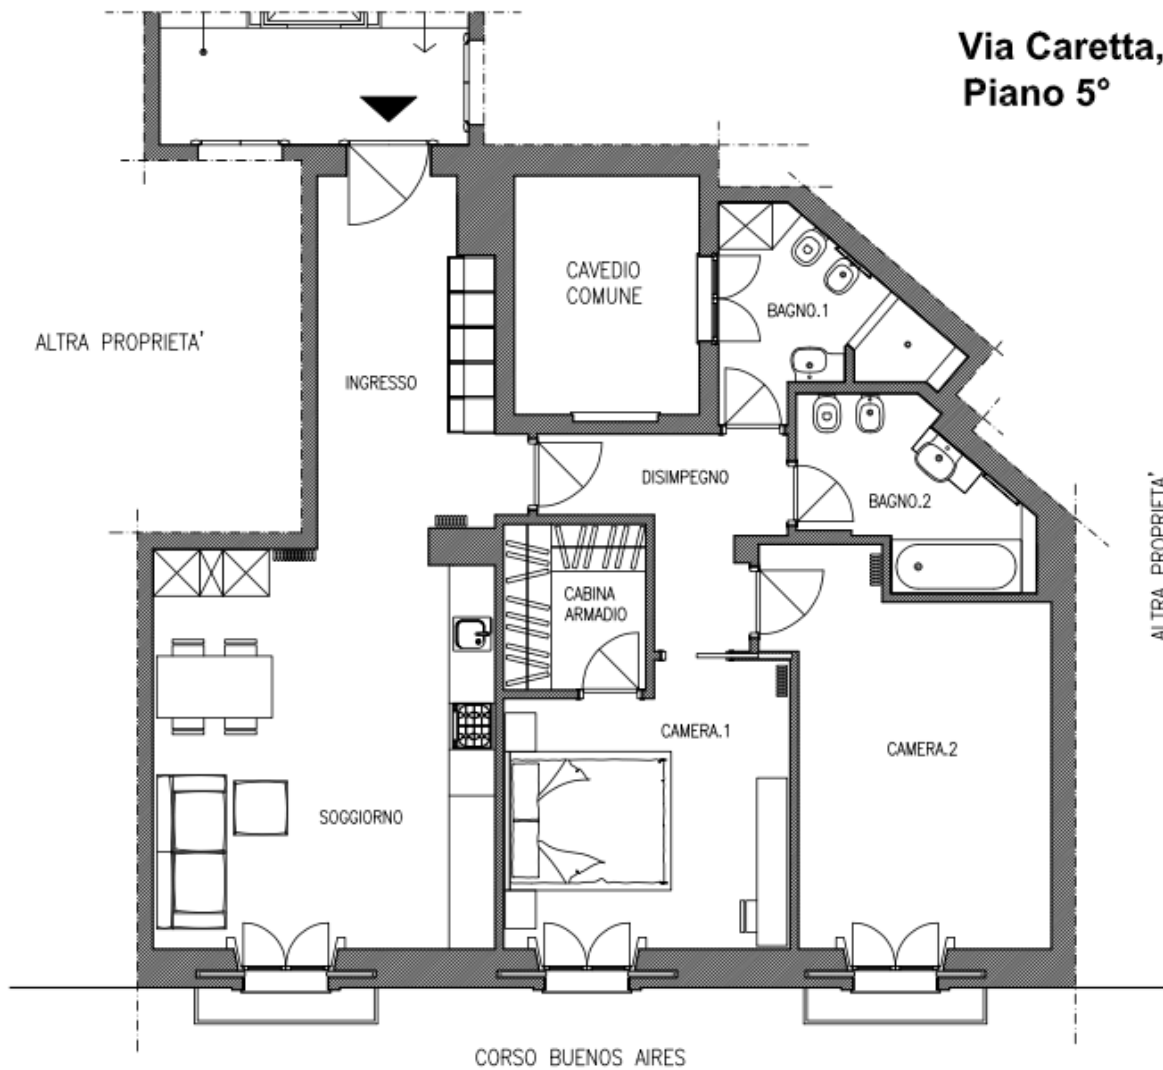 Via Caretta,
Piano 5°
CAVEDIO
COMUNE
BAGNO.1
ALTRA PROPRIETA'
INGRESSO
DISIMPEGNO
BAGNO.2
ALTRA PROPRIETA'
CABINA
ARMADIO
CAMERA.1
CAMERA.2
SOGGIORNO
CORSO BUENOS AIRES